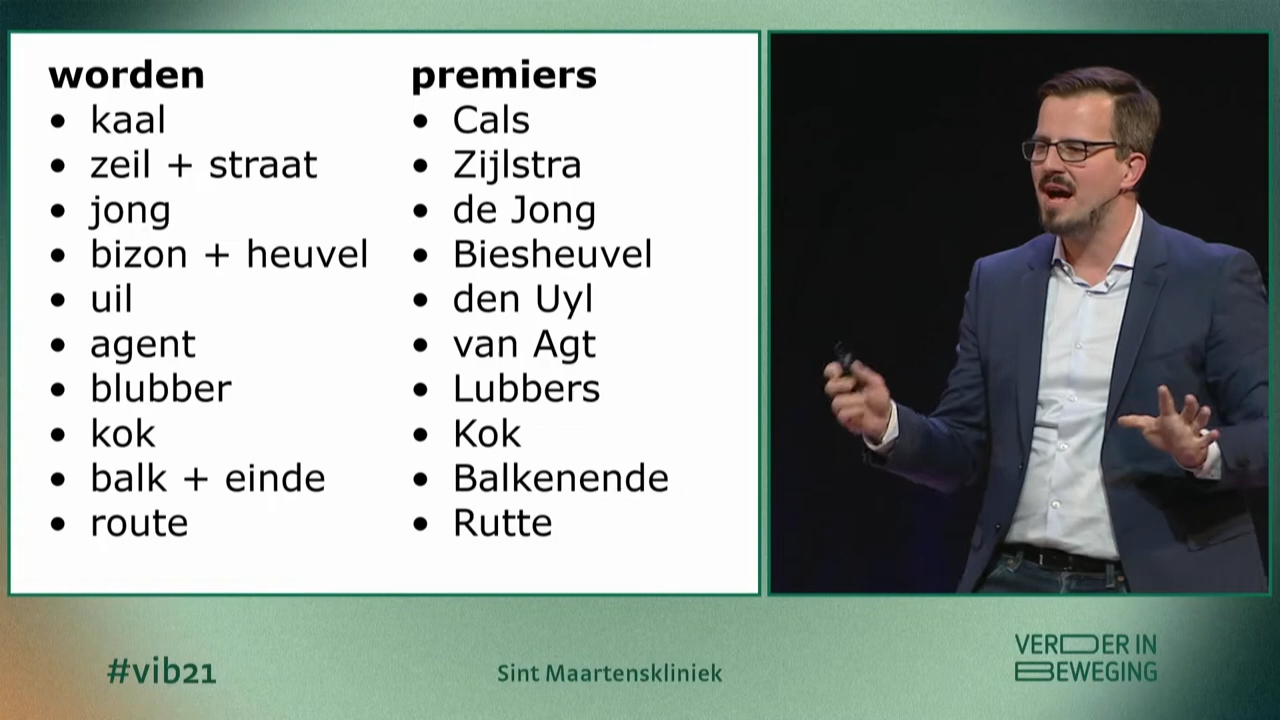 worden
• kaal
• zeil + straat
• jong
• bizon + heuvel
• uil
• agent
• blubber
• kok
• balk + einde
• route
premiers
• Cals
• Zijlstra
• de Jong
• Biesheuvel
• den Uyl
• van Agt
• Lubbers
• Kok
• Balkenende
• Rutte
#vib21
Sint Maartenskliniek
VERDER IN
BEWEGING